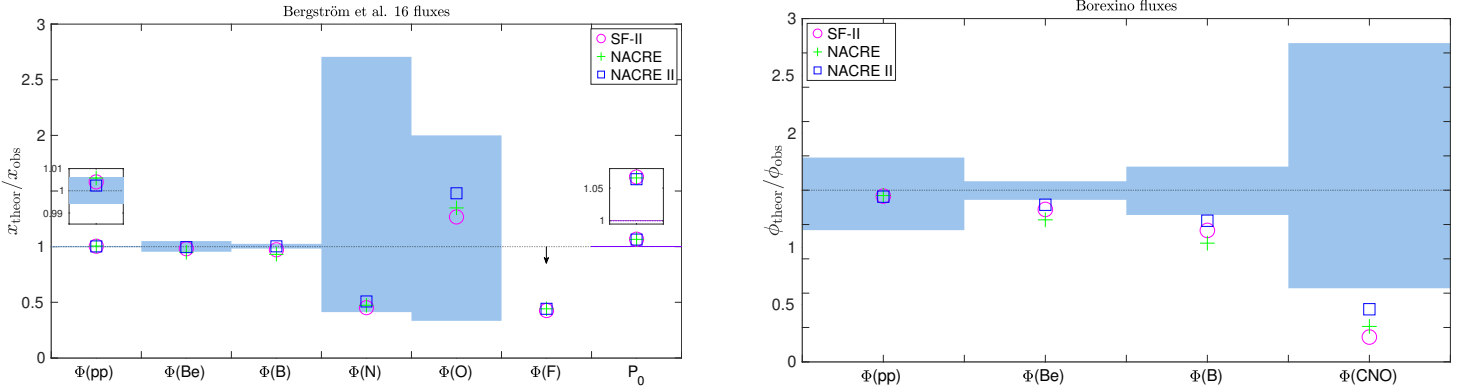 Bergström et al. 16 fluxes
x_theor/x_obs
3
2.5
2
1.5
1
0.5
0
SF-II
NACRE
NACRE II
1.01
1
0.99
1.05
1
Φ(pp) Φ(Be) Φ(B) Φ(N) Φ(O) Φ(F) P_0
Borexino fluxes
ϕ_theor/ϕ_obs
3
2.5
2
1.5
1
0.5
0
SF-II
NACRE
NACRE II
Φ(pp) Φ(Be) Φ(B) Φ(CNO)